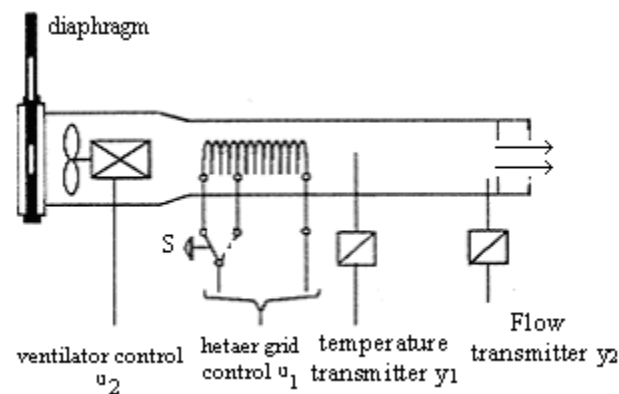 diaphragm
S
ventilator control
u2
hetaer grid
control u1
temperature
transmitter y1
Flow
transmitter y2